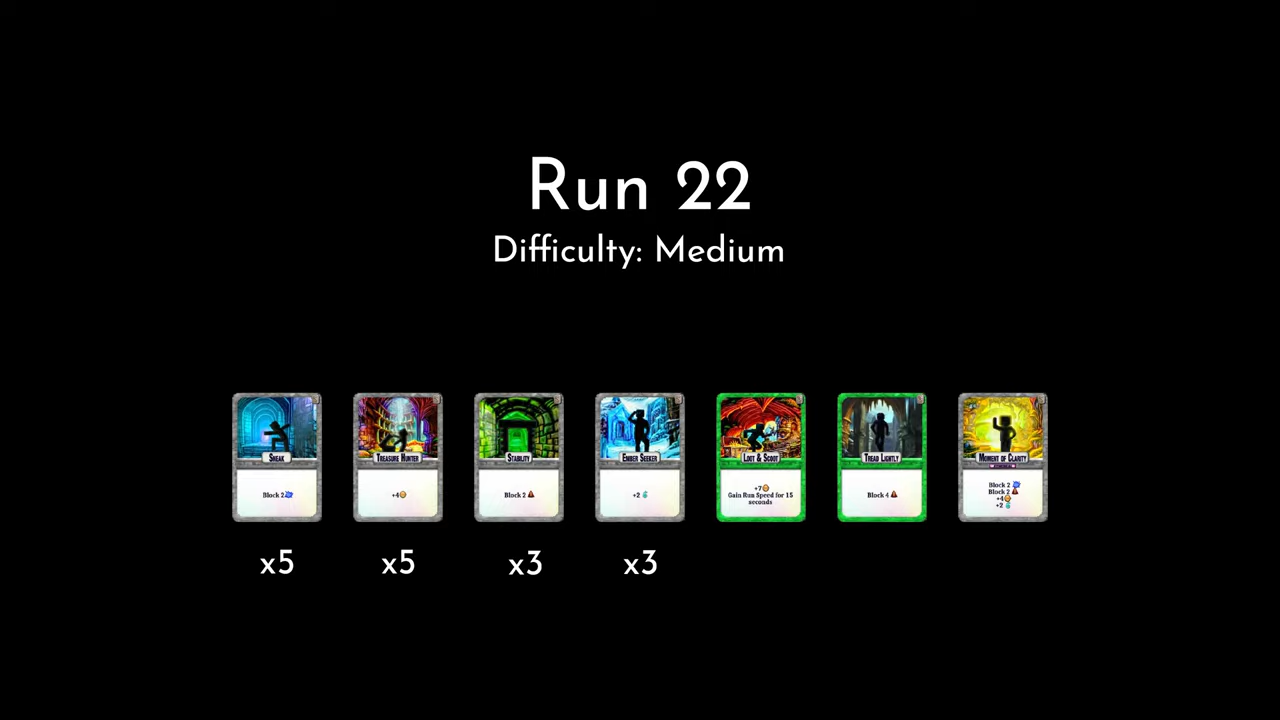 Run 22
Difficulty: Medium
Sneak
Treasure Hunter
Stability
Ember Seeker
Loot & Scoot
Tread Lightly
Moment of Clarity
Block 2
+4
Block 2
+2
+7
Gain Run Speed for 15
seconds
Block 4
Block 2
Block 2
+4
+2
x5
x5
x3
x3